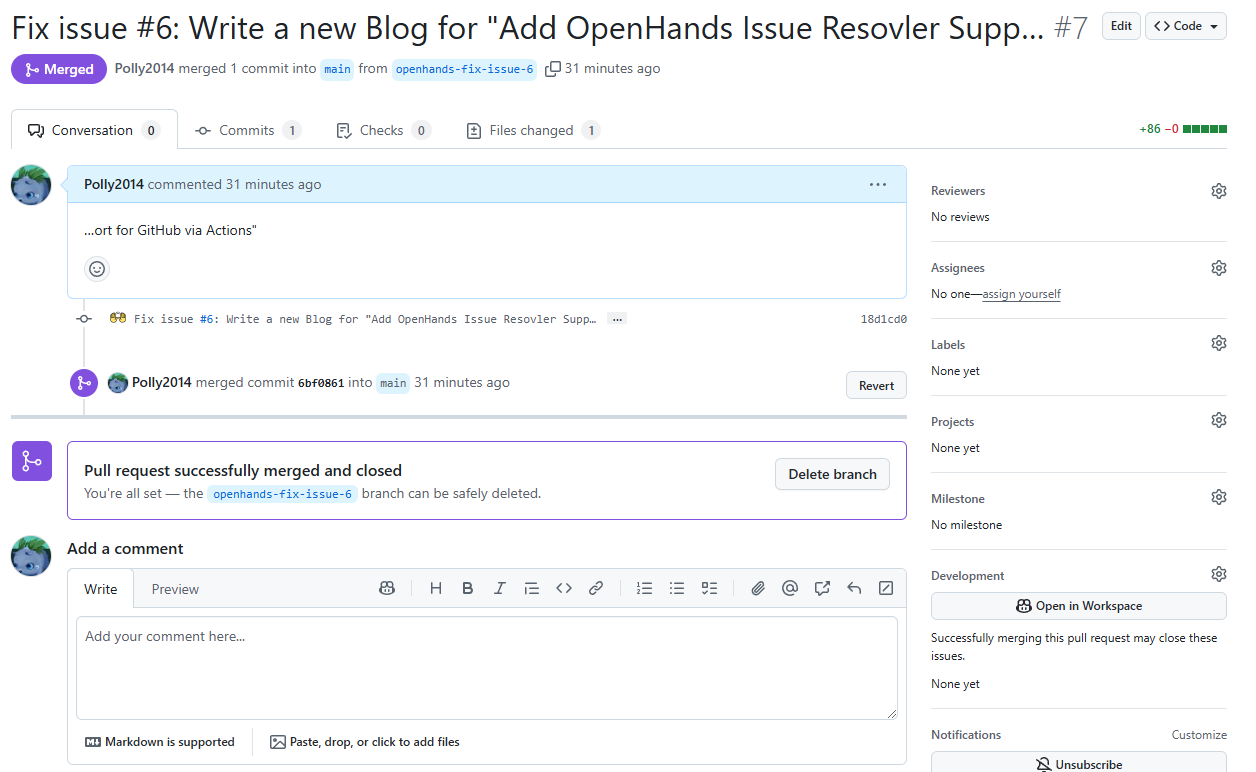 Fix issue #6: Write a new Blog for "Add OpenHands Issue Resovler Supp... #7
Edit
Code
Merged
Polly2014 merged 1 commit into main from openhands-fix-issue-6 31 minutes ago
Conversation 0
Commits 1
Checks 0
Files changed 1
+86 −0
Polly2014 commented 31 minutes ago
...ort for GitHub via Actions"
Fix issue #6: Write a new Blog for "Add OpenHands Issue Resovler Supp… ...
18d1cd0
Polly2014 merged commit 6bf0861 into main 31 minutes ago
Revert
Pull request successfully merged and closed
You're all set — the openhands-fix-issue-6 branch can be safely deleted.
Delete branch
Add a comment
Write
Preview
Add your comment here...
Markdown is supported
Paste, drop, or click to add files
Reviewers
No reviews
Assignees
No one—assign yourself
Labels
None yet
Projects
None yet
Milestone
No milestone
Development
Open in Workspace
Successfully merging this pull request may close these
issues.
None yet
Notifications
Customize
Unsubscribe